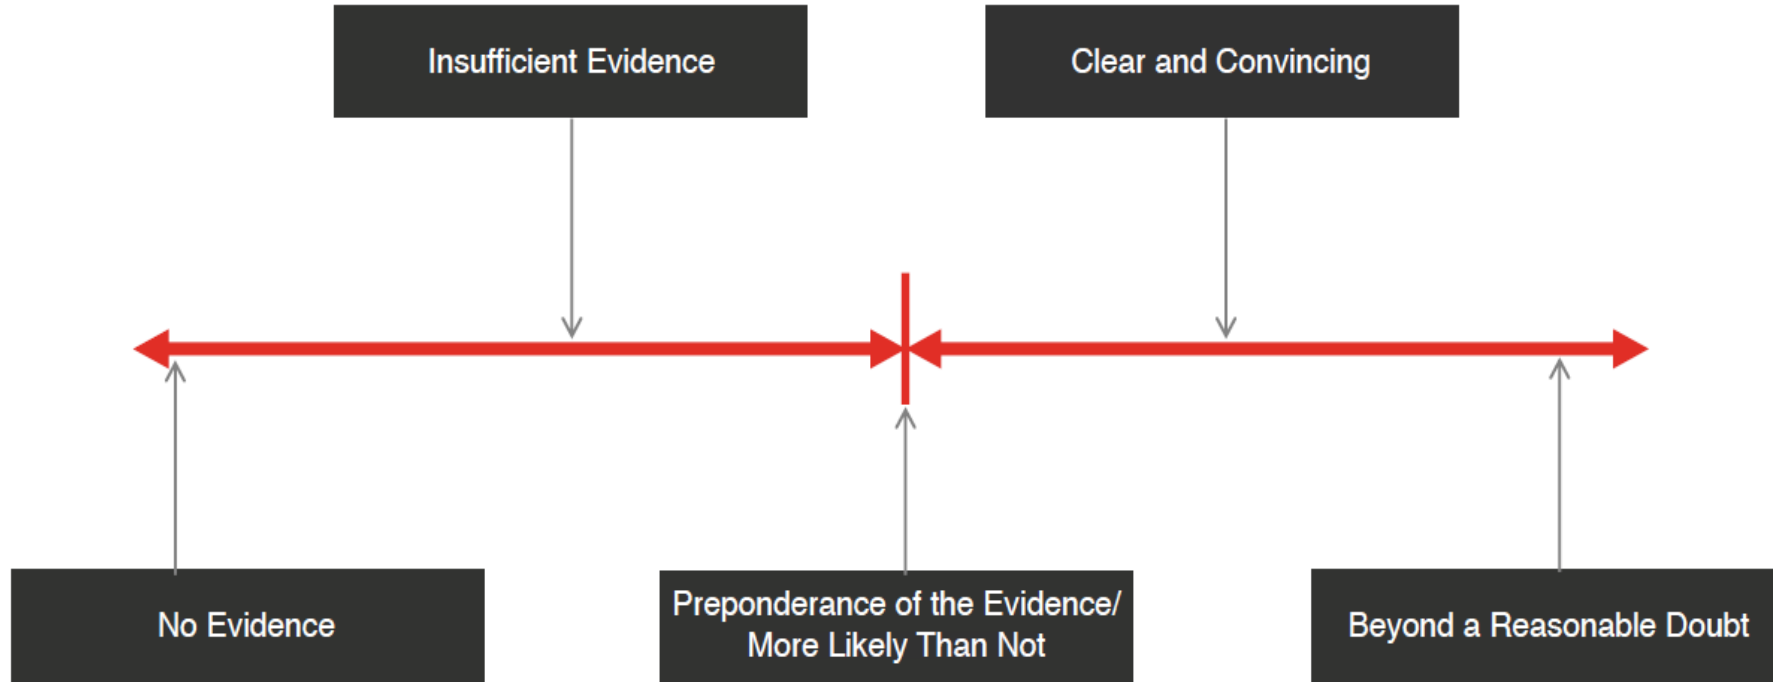 Insufficient Evidence
Clear and Convincing
No Evidence
Preponderance of the Evidence/
More Likely Than Not
Beyond a Reasonable Doubt